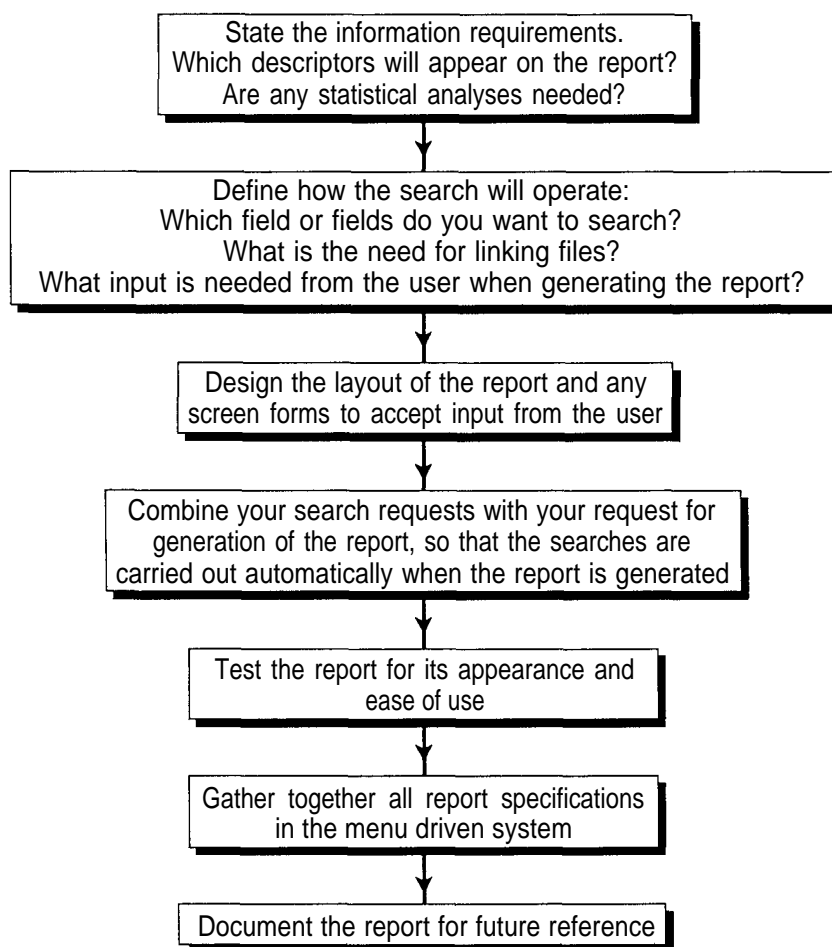 State the information requirements.
Which descriptors will appear on the report?
Are any statistical analyses needed?
Define how the search will operate:
Which field or fields do you want to search?
What is the need for linking files?
What input is needed from the user when generating the report?
Design the layout of the report and any
screen forms to accept input from the user
Combine your search requests with your request for
generation of the report, so that the searches are
carried out automatically when the report is generated
Test the report for its appearance and
ease of use
Gather together all report specifications
in the menu driven system
Document the report for future reference